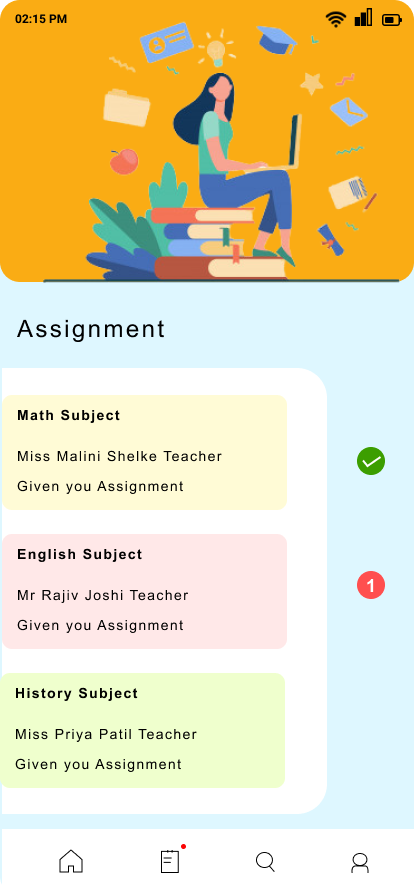 02:15 PM
Assignment
Math Subject
Miss Malini Shelke Teacher
Given you Assignment
English Subject
Mr Rajiv Joshi Teacher
Given you Assignment
1
History Subject
Miss Priya Patil Teacher
Given you Assignment